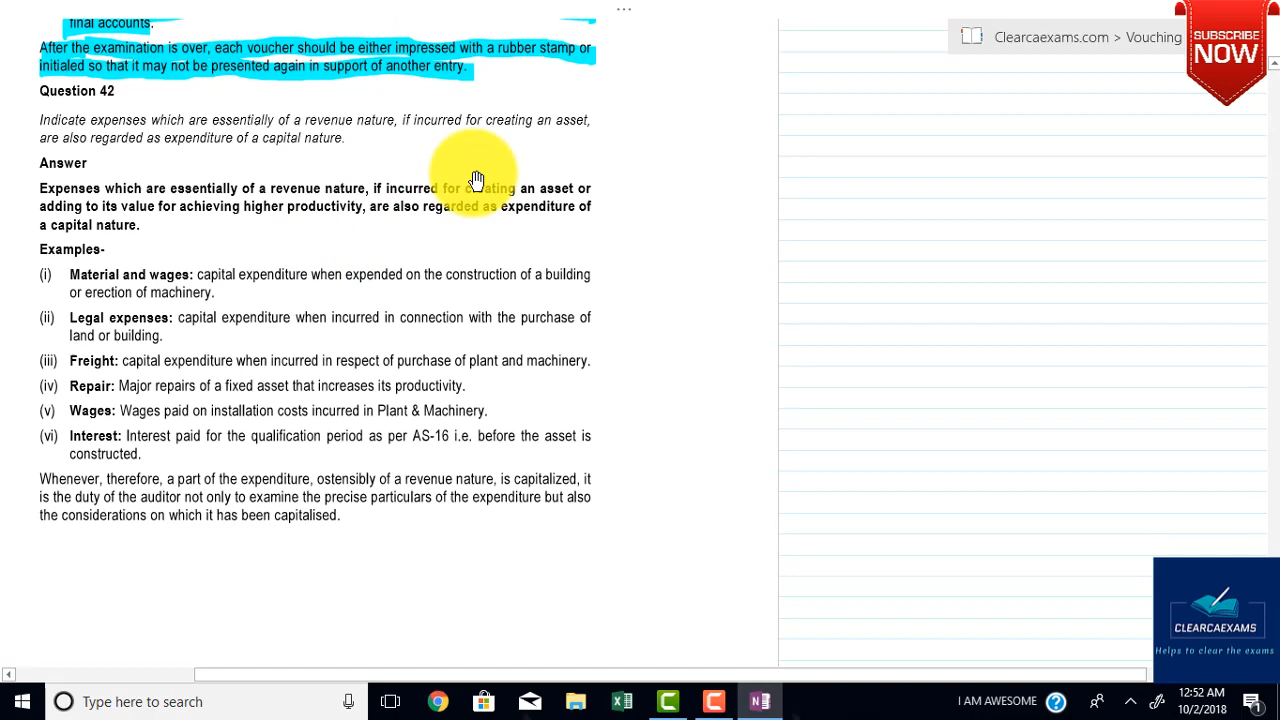 final accounts.
After the examination is over, each voucher should be either impressed with a rubber stamp or
initialed so that it may not be presented again in support of another entry.
Question 42
Indicate expenses which are essentially of a revenue nature, if incurred for creating an asset,
are also regarded as expenditure of a capital nature.
Answer
Expenses which are essentially of a revenue nature, if incurred for creating an asset or
adding to its value for achieving higher productivity, are also regarded as expenditure of
a capital nature.
Examples-
(i) Material and wages: capital expenditure when expended on the construction of a building
or erection of machinery.
(ii) Legal expenses: capital expenditure when incurred in connection with the purchase of
land or building.
(iii) Freight: capital expenditure when incurred in respect of purchase of plant and machinery.
(iv) Repair: Major repairs of a fixed asset that increases its productivity.
(v) Wages: Wages paid on installation costs incurred in Plant & Machinery.
(vi) Interest: Interest paid for the qualification period as per AS-16 i.e. before the asset is
constructed.
Whenever, therefore, a part of the expenditure, ostensibly of a revenue nature, is capitalized, it
is the duty of the auditor not only to examine the precise particulars of the expenditure but also
the considerations on which it has been capitalised.
Clearcaexams.com > Vouching
SUBSCRIBE
NOW
CLEARCAEXAMS
Helps to clear the exams
Type here to search
I AM AWESOME
12:52 AM
10/2/2018
1